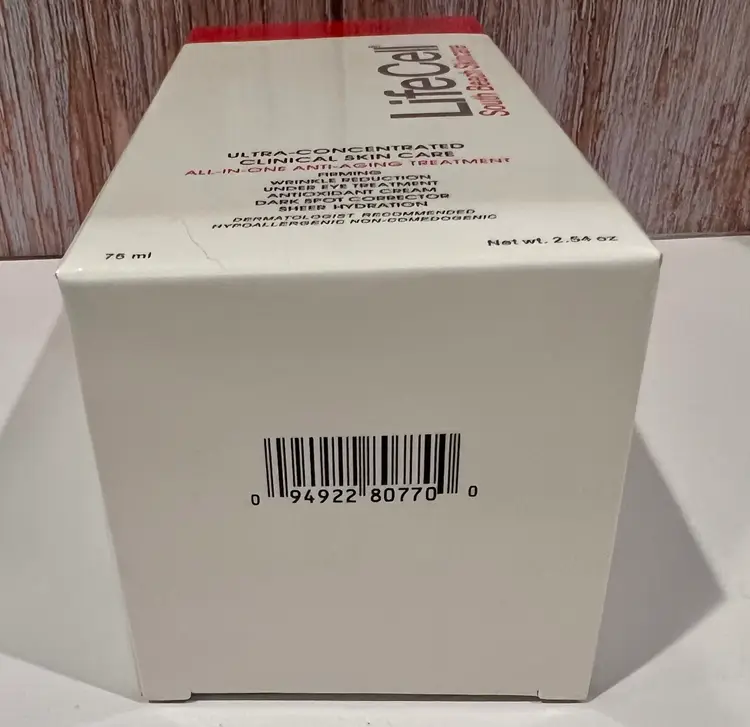 LifeCell®
South Beach Skincare
ULTRA-CONCENTRATED
CLINICAL SKIN CARE
ALL-IN-ONE ANTI-AGING TREATMENT
FIRMING
WRINKLE REDUCTION
UNDER EYE TREATMENT
ANTIOXIDANT CREAM
DARK SPOT CORRECTOR
SHEER HYDRATION
DERMATOLOGIST RECOMMENDED
HYPOALLERGENIC NON-COMEDOGENIC
75 ml
Net wt. 2.54 oz
0 94922 80770 0